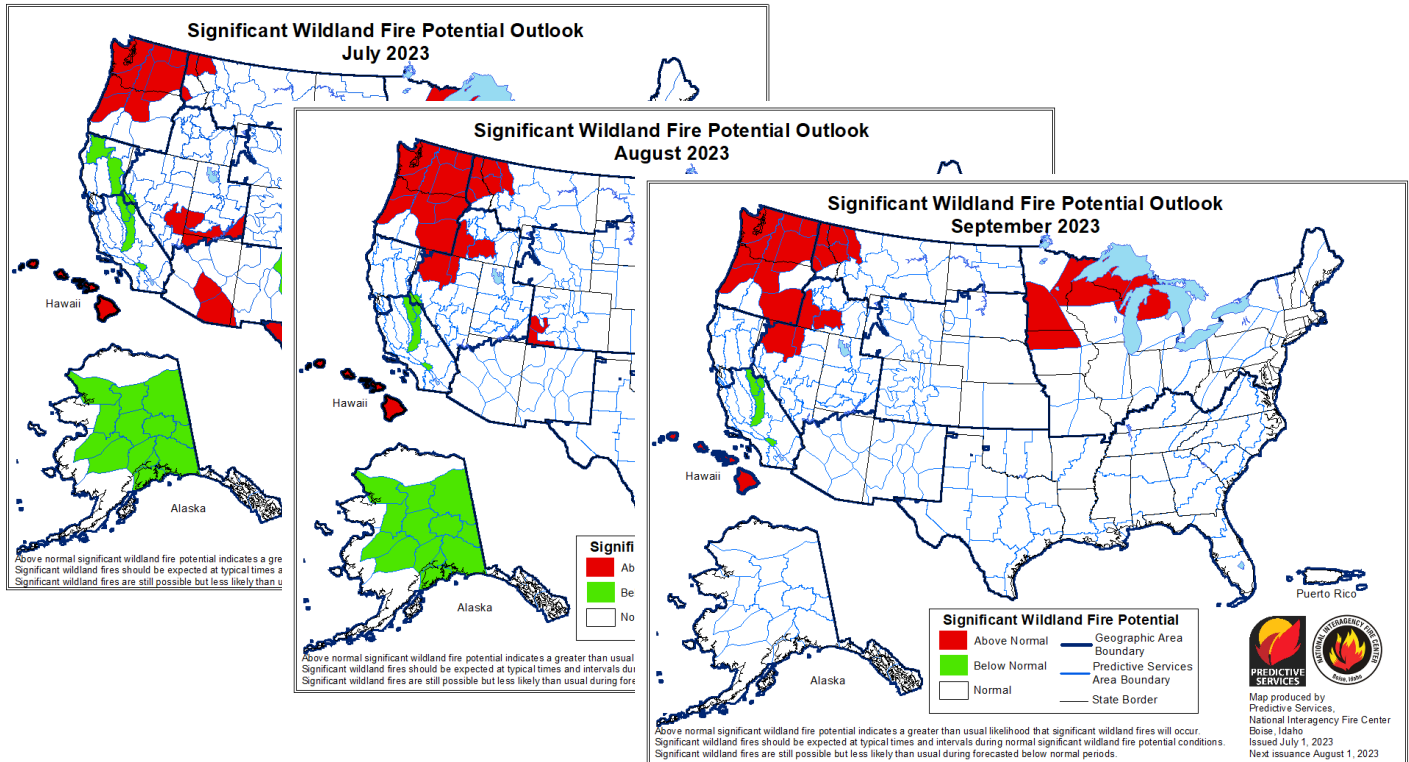 Significant Wildland Fire Potential Outlook
July 2023
Hawaii
Alaska
Above normal significant wildland fire potential indicates a gre
Significant wildland fires should be expected at typical times a
Significant wildland fires are still possible but less likely than u
Significant Wildland Fire Potential Outlook
August 2023
Hawaii
Alaska
Signifi
Ab
Be
No
Above normal significant wildland fire potential indicates a greater than usual
Significant wildland fires should be expected at typical times and intervals du
Significant wildland fires are still possible but less likely than usual during fore
Significant Wildland Fire Potential Outlook
September 2023
Hawaii
Alaska
Puerto Rico
Significant Wildland Fire Potential
Above Normal
Below Normal
Normal
Geographic Area
Boundary
Predictive Services
Area Boundary
State Border
PREDICTIVE
SERVICES
NATIONAL INTERAGENCY FIRE CENTER
Boise, Idaho
Map produced by
Predictive Services,
National Interagency Fire Center
Boise, Idaho
Issued July 1, 2023
Next issuance August 1, 2023
Above normal significant wildland fire potential indicates a greater than usual likelihood that significant wildland fires will occur.
Significant wildland fires should be expected at typical times and intervals during normal significant wildland fire potential conditions.
Significant wildland fires are still possible but less likely than usual during forecasted below normal periods.